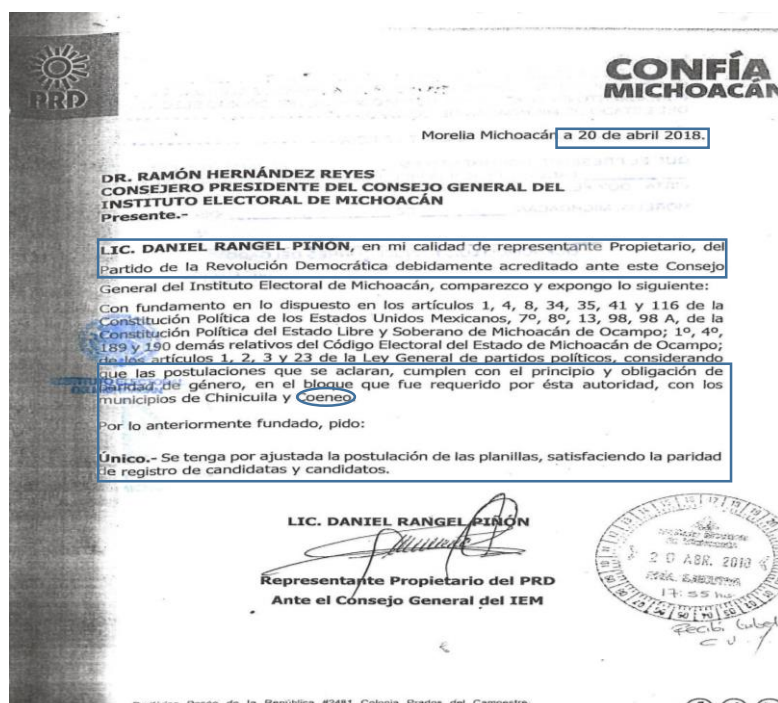 PRD
CONFÍA
MICHOACÁN
Morelia Michoacán a 20 de abril 2018.
DR. RAMÓN HERNÁNDEZ REYES
CONSEJERO PRESIDENTE DEL CONSEJO GENERAL DEL
INSTITUTO ELECTORAL DE MICHOACÁN
Presente.-
LIC. DANIEL RANGEL PIÑÓN, en mi calidad de representante Propietario, del
Partido de la Revolución Democrática debidamente acreditado ante este Consejo
General del Instituto Electoral de Michoacán, comparezco y expongo lo siguiente:
Con fundamento en lo dispuesto en los artículos 1, 4, 8, 34, 35, 41 y 116 de la
Constitución Política de los Estados Unidos Mexicanos, 7º, 8º, 13, 98, 98 A, de la
Constitución Política del Estado Libre y Soberano de Michoacán de Ocampo; 1º, 4º,
189 y 190 demás relativos del Código Electoral del Estado de Michoacán de Ocampo;
de los artículos 1, 2, 3 y 23 de la Ley General de partidos políticos, considerando
que las postulaciones que se aclaran, cumplen con el principio y obligación de
paridad de género, en el bloque que fue requerido por ésta autoridad, con los
municipios de Chinicuila y Coeneo
Por lo anteriormente fundado, pido:
Único.- Se tenga por ajustada la postulación de las planillas, satisfaciendo la paridad
de registro de candidatas y candidatos.
LIC. DANIEL RANGEL PIÑÓN
Representante Propietario del PRD
Ante el Consejo General del IEM
20 ABR. 2018
17:55
Recibí